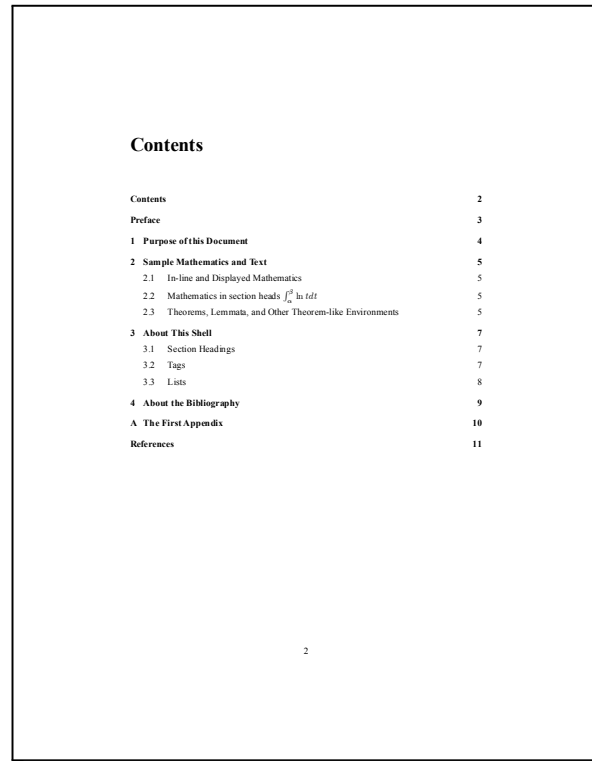 Contents
Contents 2
Preface 3
1 Purpose of this Document 4
2 Sample Mathematics and Text 5
2.1 In-line and Displayed Mathematics 5
2.2 Mathematics in section heads ∫_α^β ln tdt 5
2.3 Theorems, Lemmata, and Other Theorem-like Environments 5
3 About This Shell 7
3.1 Section Headings 7
3.2 Tags 7
3.3 Lists 8
4 About the Bibliography 9
A The First Appendix 10
References 11
2